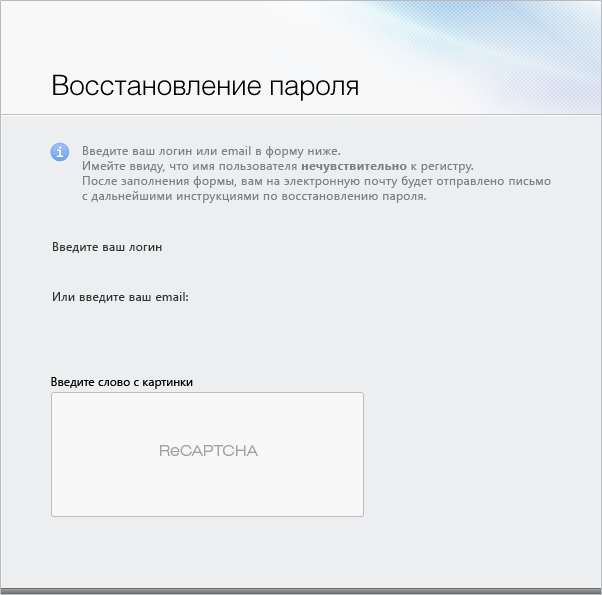 Восстановление пароля
Введите ваш логин или email в форму ниже.
Имейте ввиду, что имя пользователя нечувствительно к регистру.
После заполнения формы, вам на электронную почту будет отправлено письмо
с дальнейшими инструкциями по восстановлению пароля.
Введите ваш логин
Или введите ваш email:
Введите слово с картинки
ReCAPTCHA